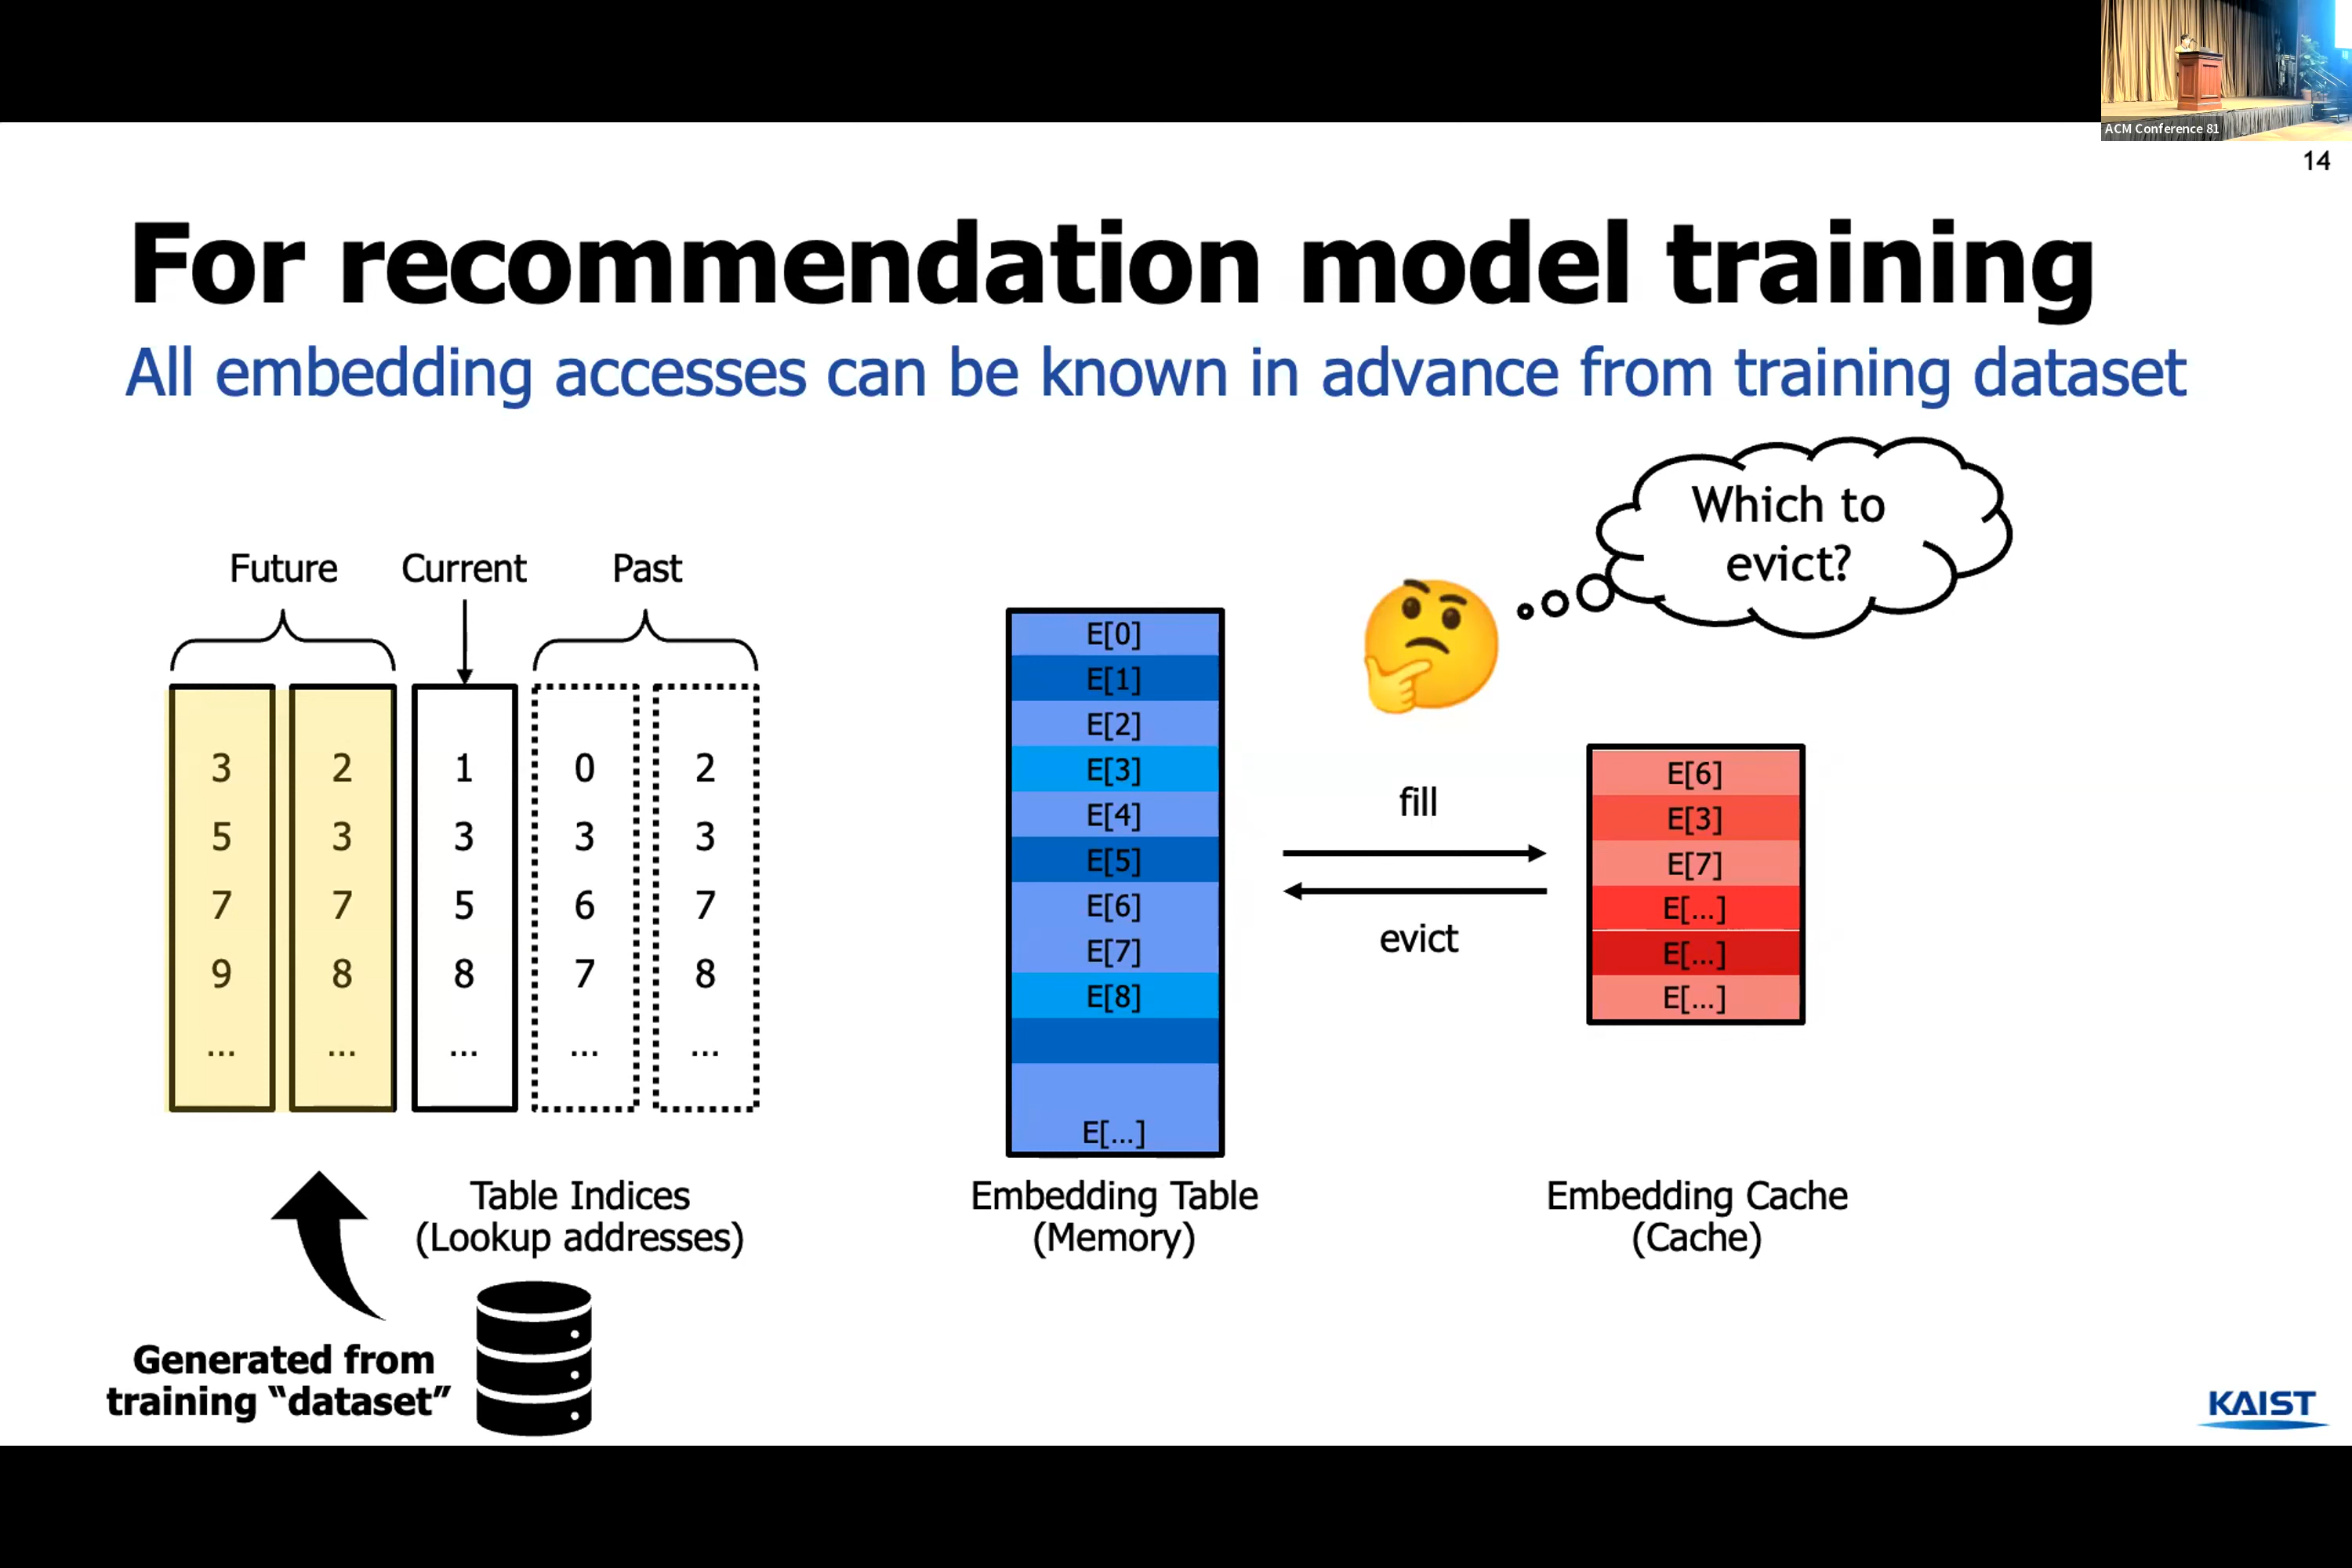 ACM Conference 81
14
For recommendation model training
All embedding accesses can be known in advance from training dataset
Which to
evict?
Future
Current
Past
3
5
7
9
...
2
3
7
8
...
1
3
5
8
...
0
3
6
7
...
2
3
7
8
...
Table Indices
(Lookup addresses)
Generated from
training “dataset”
E[0]
E[1]
E[2]
E[3]
E[4]
E[5]
E[6]
E[7]
E[8]
E[...]
Embedding Table
(Memory)
fill
evict
E[6]
E[3]
E[7]
E[...]
E[...]
E[...]
Embedding Cache
(Cache)
KAIST